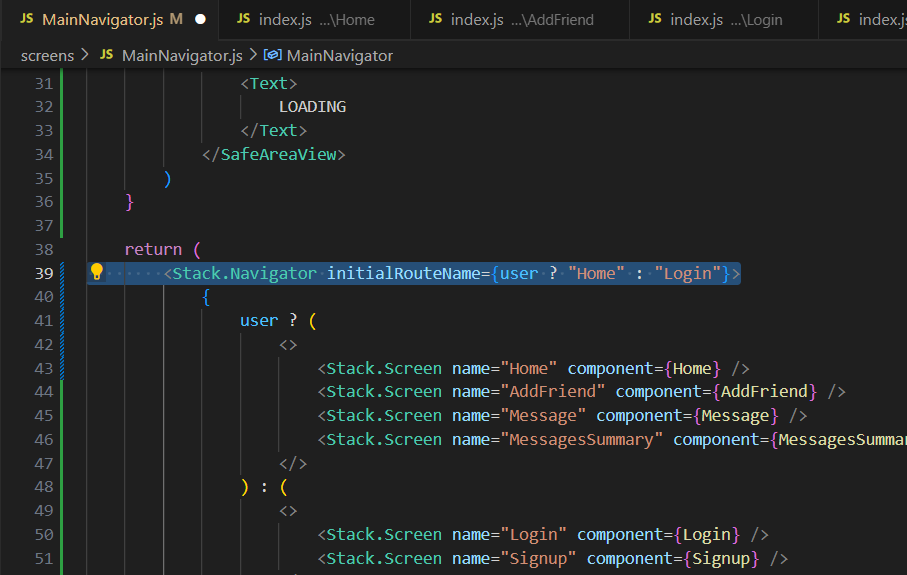 JS MainNavigator.js M ● JS index.js ...\Home JS index.js ...\AddFriend JS index.js ...\Login JS index.js
screens > JS MainNavigator.js > MainNavigator
31 <Text>
32 LOADING
33 </Text>
34 </SafeAreaView>
35 )
36 }
37
38 return (
39 <Stack.Navigator initialRouteName={user ? "Home" : "Login"}>
40 {
41 user ? (
42 <>
43 <Stack.Screen name="Home" component={Home} />
44 <Stack.Screen name="AddFriend" component={AddFriend} />
45 <Stack.Screen name="Message" component={Message} />
46 <Stack.Screen name="MessagesSummary" component={MessagesSummar
47 </>
48 ) : (
49 <>
50 <Stack.Screen name="Login" component={Login} />
51 <Stack.Screen name="Signup" component={Signup} />